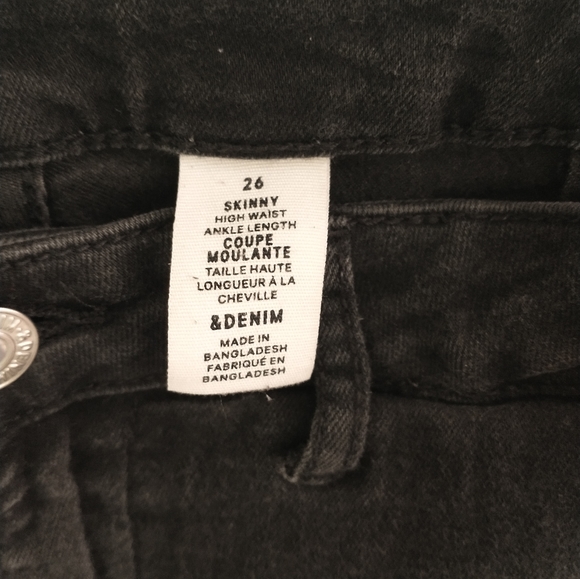 26
SKINNY
HIGH WAIST
ANKLE LENGTH
COUPE
MOULANTE
TAILLE HAUTE
LONGUEUR À LA
CHEVILLE
&DENIM
MADE IN
BANGLADESH
FABRIQUÉ EN
BANGLADESH